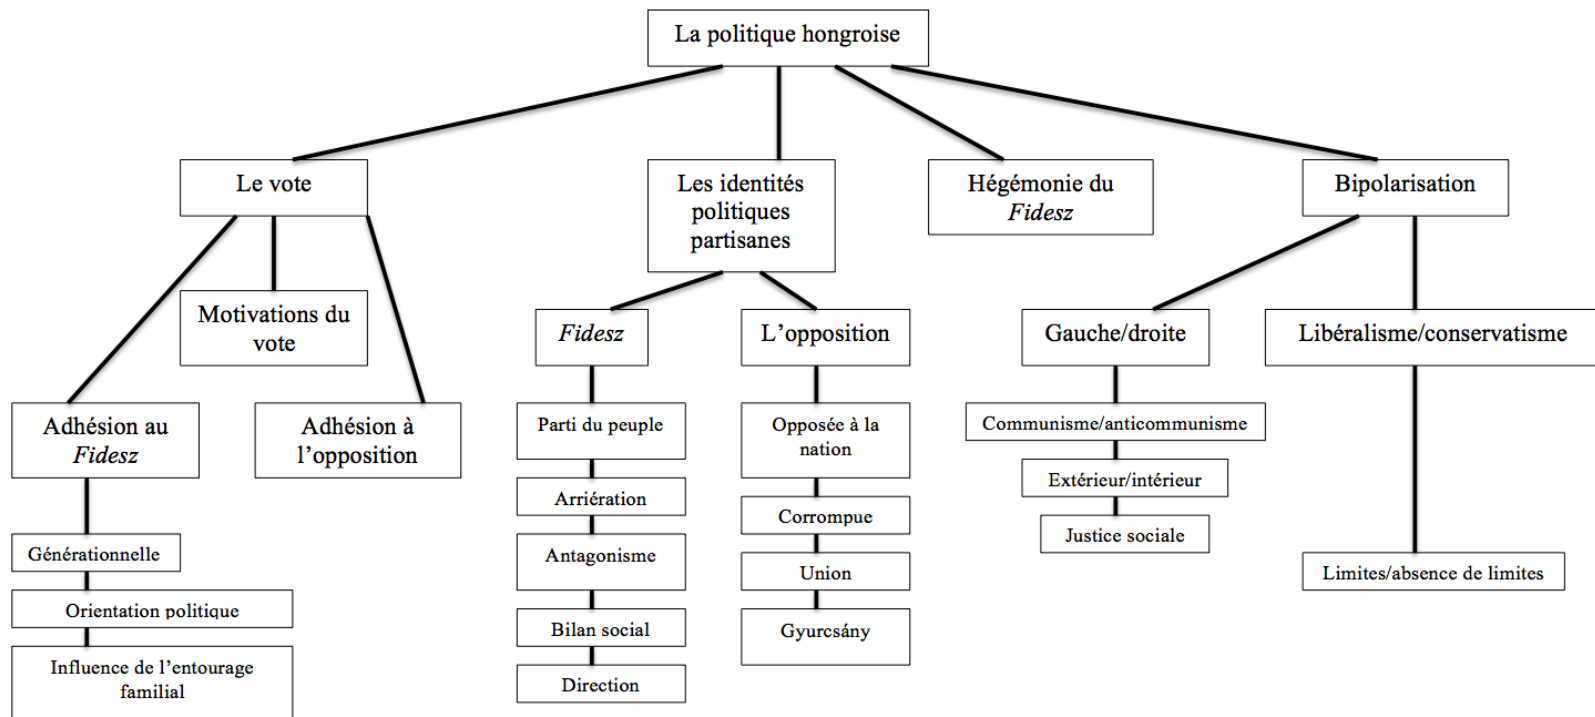 La politique hongroise
Le vote
Les identités
politiques
partisanes
Hégémonie du
Fidesz
Bipolarisation
Motivations du
vote
Fidesz
L’opposition
Gauche/droite
Libéralisme/conservatisme
Adhésion au
Fidesz
Adhésion à
l’opposition
Parti du peuple
Opposée à la
nation
Communisme/anticommunisme
Arriération
Extérieur/intérieur
Corrompue
Justice sociale
Générationnelle
Antagonisme
Union
Limites/absence de limites
Orientation politique
Bilan social
Gyurcsány
Influence de l’entourage
familial
Direction